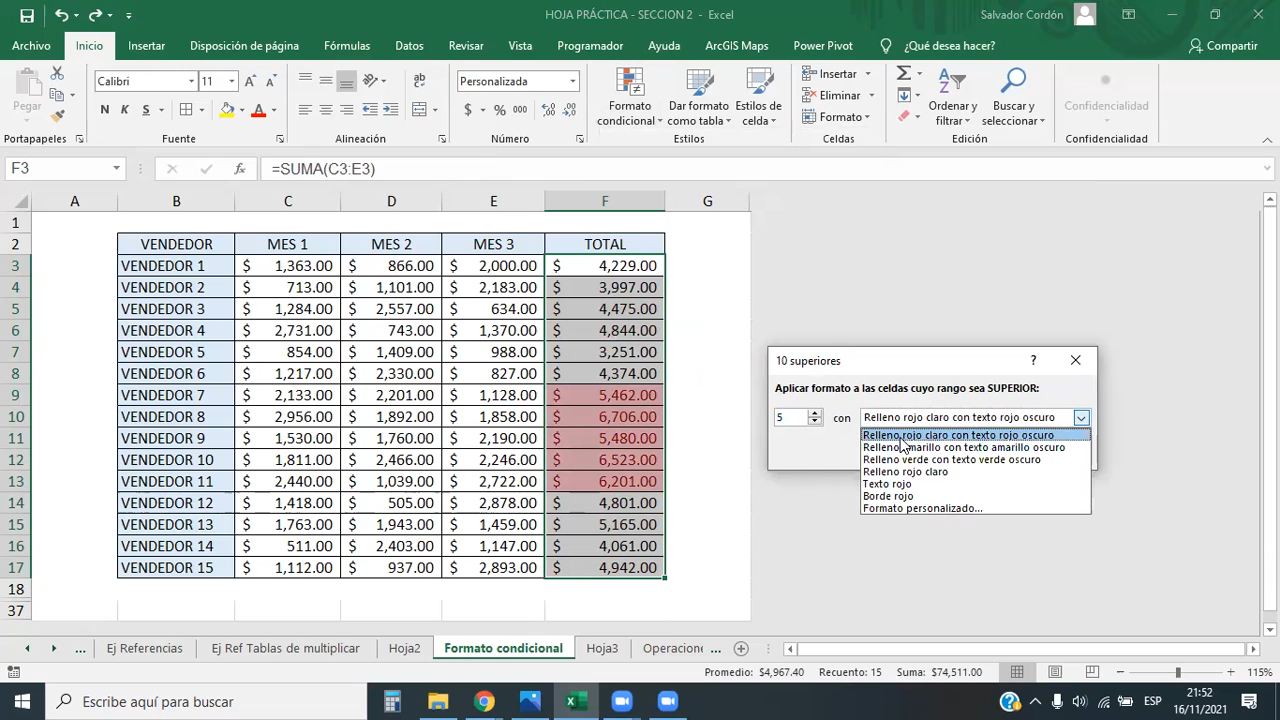 HOJA PRÁCTICA - SECCION 2 - Excel
Salvador Cordón
Archivo Inicio Insertar Disposición de página Fórmulas Datos Revisar Vista Programador Ayuda ArcGIS Maps Power Pivot ¿Qué desea hacer? Compartir
Pegar
Calibri 11
N K S
Personalizada
$ % 000
Formato condicional
Dar formato como tabla
Estilos de celda
Insertar
Eliminar
Formato
Ordenar y filtrar
Buscar y seleccionar
Confidencialidad
Portapapeles Fuente Alineación Número Estilos Celdas Edición Confidencialidad
F3 fx =SUMA(C3:E3)
A B C D E F G
1
2 VENDEDOR MES 1 MES 2 MES 3 TOTAL
3 VENDEDOR 1 $ 1,363.00 $ 866.00 $ 2,000.00 $ 4,229.00
4 VENDEDOR 2 $ 713.00 $ 1,101.00 $ 2,183.00 $ 3,997.00
5 VENDEDOR 3 $ 1,284.00 $ 2,557.00 $ 634.00 $ 4,475.00
6 VENDEDOR 4 $ 2,731.00 $ 743.00 $ 1,370.00 $ 4,844.00
7 VENDEDOR 5 $ 854.00 $ 1,409.00 $ 988.00 $ 3,251.00
8 VENDEDOR 6 $ 1,217.00 $ 2,330.00 $ 827.00 $ 4,374.00
9 VENDEDOR 7 $ 2,133.00 $ 2,201.00 $ 1,128.00 $ 5,462.00
10 VENDEDOR 8 $ 2,956.00 $ 1,892.00 $ 1,858.00 $ 6,706.00
11 VENDEDOR 9 $ 1,530.00 $ 1,760.00 $ 2,190.00 $ 5,480.00
12 VENDEDOR 10 $ 1,811.00 $ 2,466.00 $ 2,246.00 $ 6,523.00
13 VENDEDOR 11 $ 2,440.00 $ 1,039.00 $ 2,722.00 $ 6,201.00
14 VENDEDOR 12 $ 1,418.00 $ 505.00 $ 2,878.00 $ 4,801.00
15 VENDEDOR 13 $ 1,763.00 $ 1,943.00 $ 1,459.00 $ 5,165.00
16 VENDEDOR 14 $ 511.00 $ 2,403.00 $ 1,147.00 $ 4,061.00
17 VENDEDOR 15 $ 1,112.00 $ 937.00 $ 2,893.00 $ 4,942.00
18
37
10 superiores ?
Aplicar formato a las celdas cuyo rango sea SUPERIOR:
5 con Relleno rojo claro con texto rojo oscuro
Relleno rojo claro con texto rojo oscuro
Relleno amarillo con texto amarillo oscuro
Relleno verde con texto verde oscuro
Relleno rojo claro
Texto rojo
Borde rojo
Formato personalizado...
... Ej Referencias Ej Ref Tablas de multiplicar Hoja2 Formato condicional Hoja3 Operacione ...
Promedio: $4,967.40 Recuento: 15 Suma: $74,511.00 115%
Escribe aquí para buscar
ESP
21:52
16/11/2021